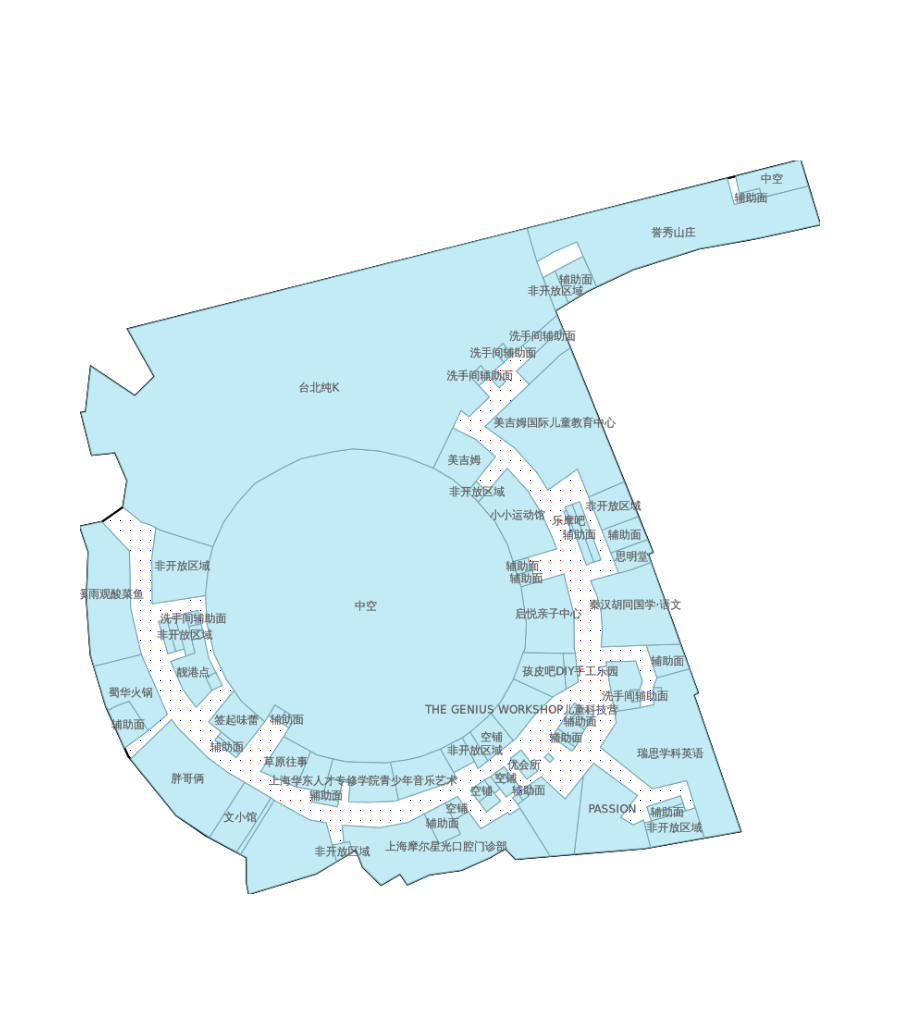 中空
辅助面
誉秀山庄
辅助面
非开放区域
洗手间辅助面
洗手间辅助面
洗手间辅助面
台北纯K
美吉姆国际儿童教育中心
美吉姆
非开放区域
非开放区域
小小运动馆
乐摩吧
辅助面
辅助面
思明堂
非开放区域
辅助面
辅助面
雨观酸菜鱼
中空
秦汉胡同国学·语文
启悦亲子中心
洗手间辅助面
非开放区域
辅助面
靓港点
孩皮吧DIY手工乐园
蜀华火锅
洗手间辅助面
THE GENIUS WORKSHOP儿童科技营
签起味蕾
辅助面
辅助面
辅助面
空铺
辅助面
辅助面
非开放区域
瑞思学科英语
草原往事
优会所
胖哥俩
上海华东人才专修学院青少年音乐艺术
空铺
空铺
辅助面
辅助面
空铺
PASSION
辅助面
文小馆
辅助面
非开放区域
上海摩尔星光口腔门诊部
非开放区域